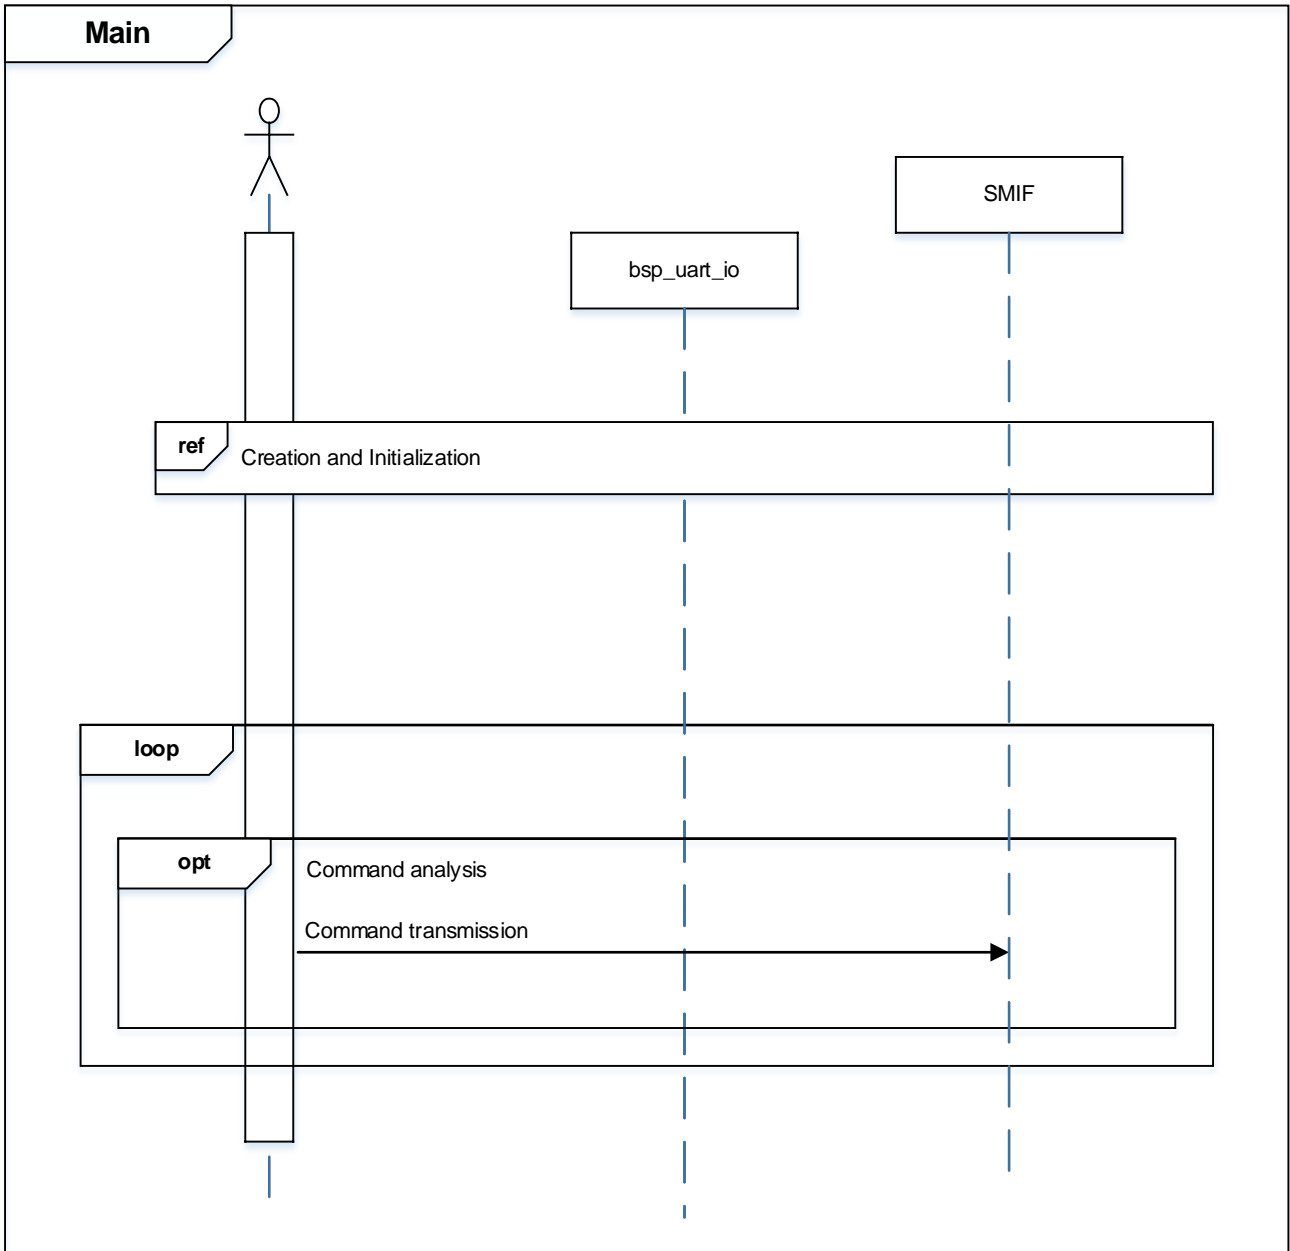 Main
SMIF
bsp_uart_io
ref
Creation and Initialization
loop
opt
Command analysis
Command transmission